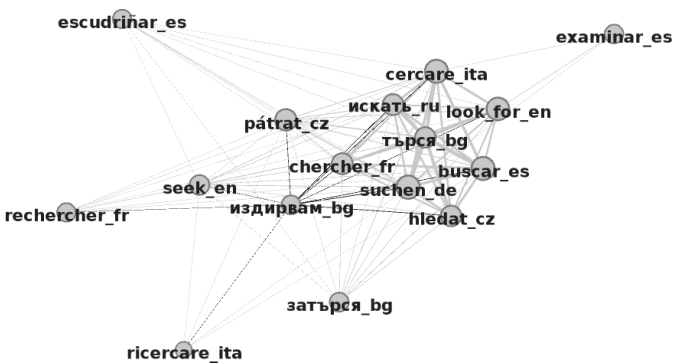 escudriñar_es
examinar_es
cercare_ita
искать_ru
look_for_en
pátrat_cz
търся_bg
chercher_fr
buscar_es
seek_en
suchen_de
rechercher_fr
издирвам_bg
hledat_cz
затърся_bg
ricercare_ita